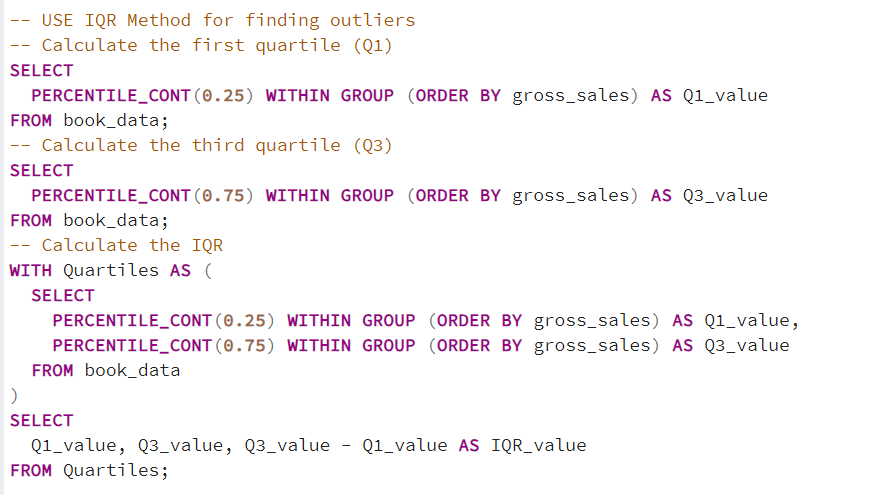 -- USE IQR Method for finding outliers
-- Calculate the first quartile (Q1)
SELECT
  PERCENTILE_CONT(0.25) WITHIN GROUP (ORDER BY gross_sales) AS Q1_value
FROM book_data;
-- Calculate the third quartile (Q3)
SELECT
  PERCENTILE_CONT(0.75) WITHIN GROUP (ORDER BY gross_sales) AS Q3_value
FROM book_data;
-- Calculate the IQR
WITH Quartiles AS (
  SELECT
    PERCENTILE_CONT(0.25) WITHIN GROUP (ORDER BY gross_sales) AS Q1_value,
    PERCENTILE_CONT(0.75) WITHIN GROUP (ORDER BY gross_sales) AS Q3_value
  FROM book_data
)
SELECT
  Q1_value, Q3_value, Q3_value - Q1_value AS IQR_value
FROM Quartiles;